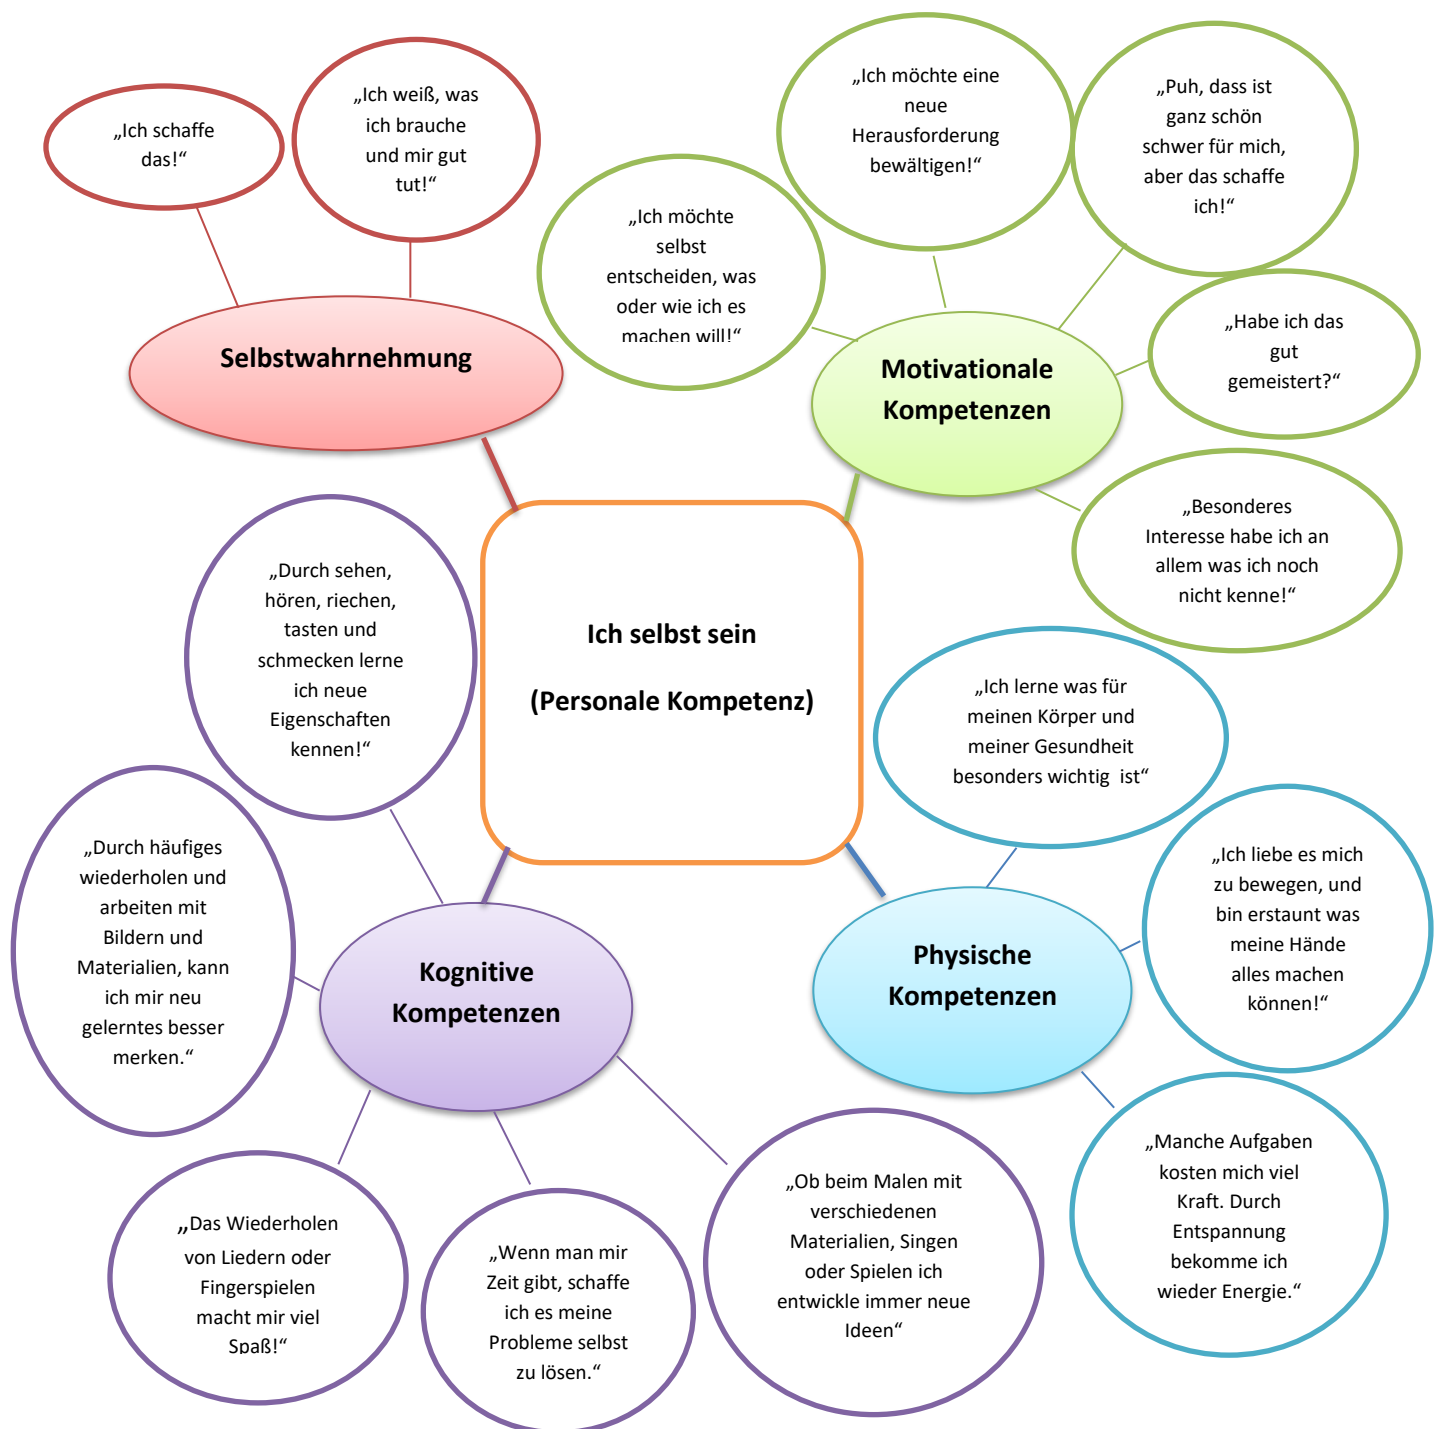 „Ich schaffe
das!“
„Ich weiß, was
ich brauche
und mir gut
tut!“
Selbstwahrnehmung
„Ich möchte
selbst
entscheiden, was
oder wie ich es
machen will!“
„Ich möchte eine
neue
Herausforderung
bewältigen!“
„Puh, dass ist
ganz schön
schwer für mich,
aber das schaffe
ich!“
„Habe ich das
gut
gemeistert?“
„Besonderes
Interesse habe ich an
allem was ich noch
nicht kenne!“
Motivationale
Kompetenzen
Ich selbst sein
(Personale Kompetenz)
„Durch sehen,
hören, riechen,
tasten und
schmecken lerne
ich neue
Eigenschaften
kennen!“
„Durch häufiges
wiederholen und
arbeiten mit
Bildern und
Materialien, kann
ich mir neu
gelerntes besser
merken.“
Kognitive
Kompetenzen
„Das Wiederholen
von Liedern oder
Fingerspielen
macht mir viel
Spaß!“
„Wenn man mir
Zeit gibt, schaffe
ich es meine
Probleme selbst
zu lösen.“
„Ob beim Malen mit
verschiedenen
Materialien, Singen
oder Spielen ich
entwickle immer neue
Ideen“
„Ich lerne was für
meinen Körper und
meiner Gesundheit
besonders wichtig  ist“
Physische
Kompetenzen
„Ich liebe es mich
zu bewegen, und
bin erstaunt was
meine Hände
alles machen
können!“
„Manche Aufgaben
kosten mich viel
Kraft. Durch
Entspannung
bekomme ich
wieder Energie.“